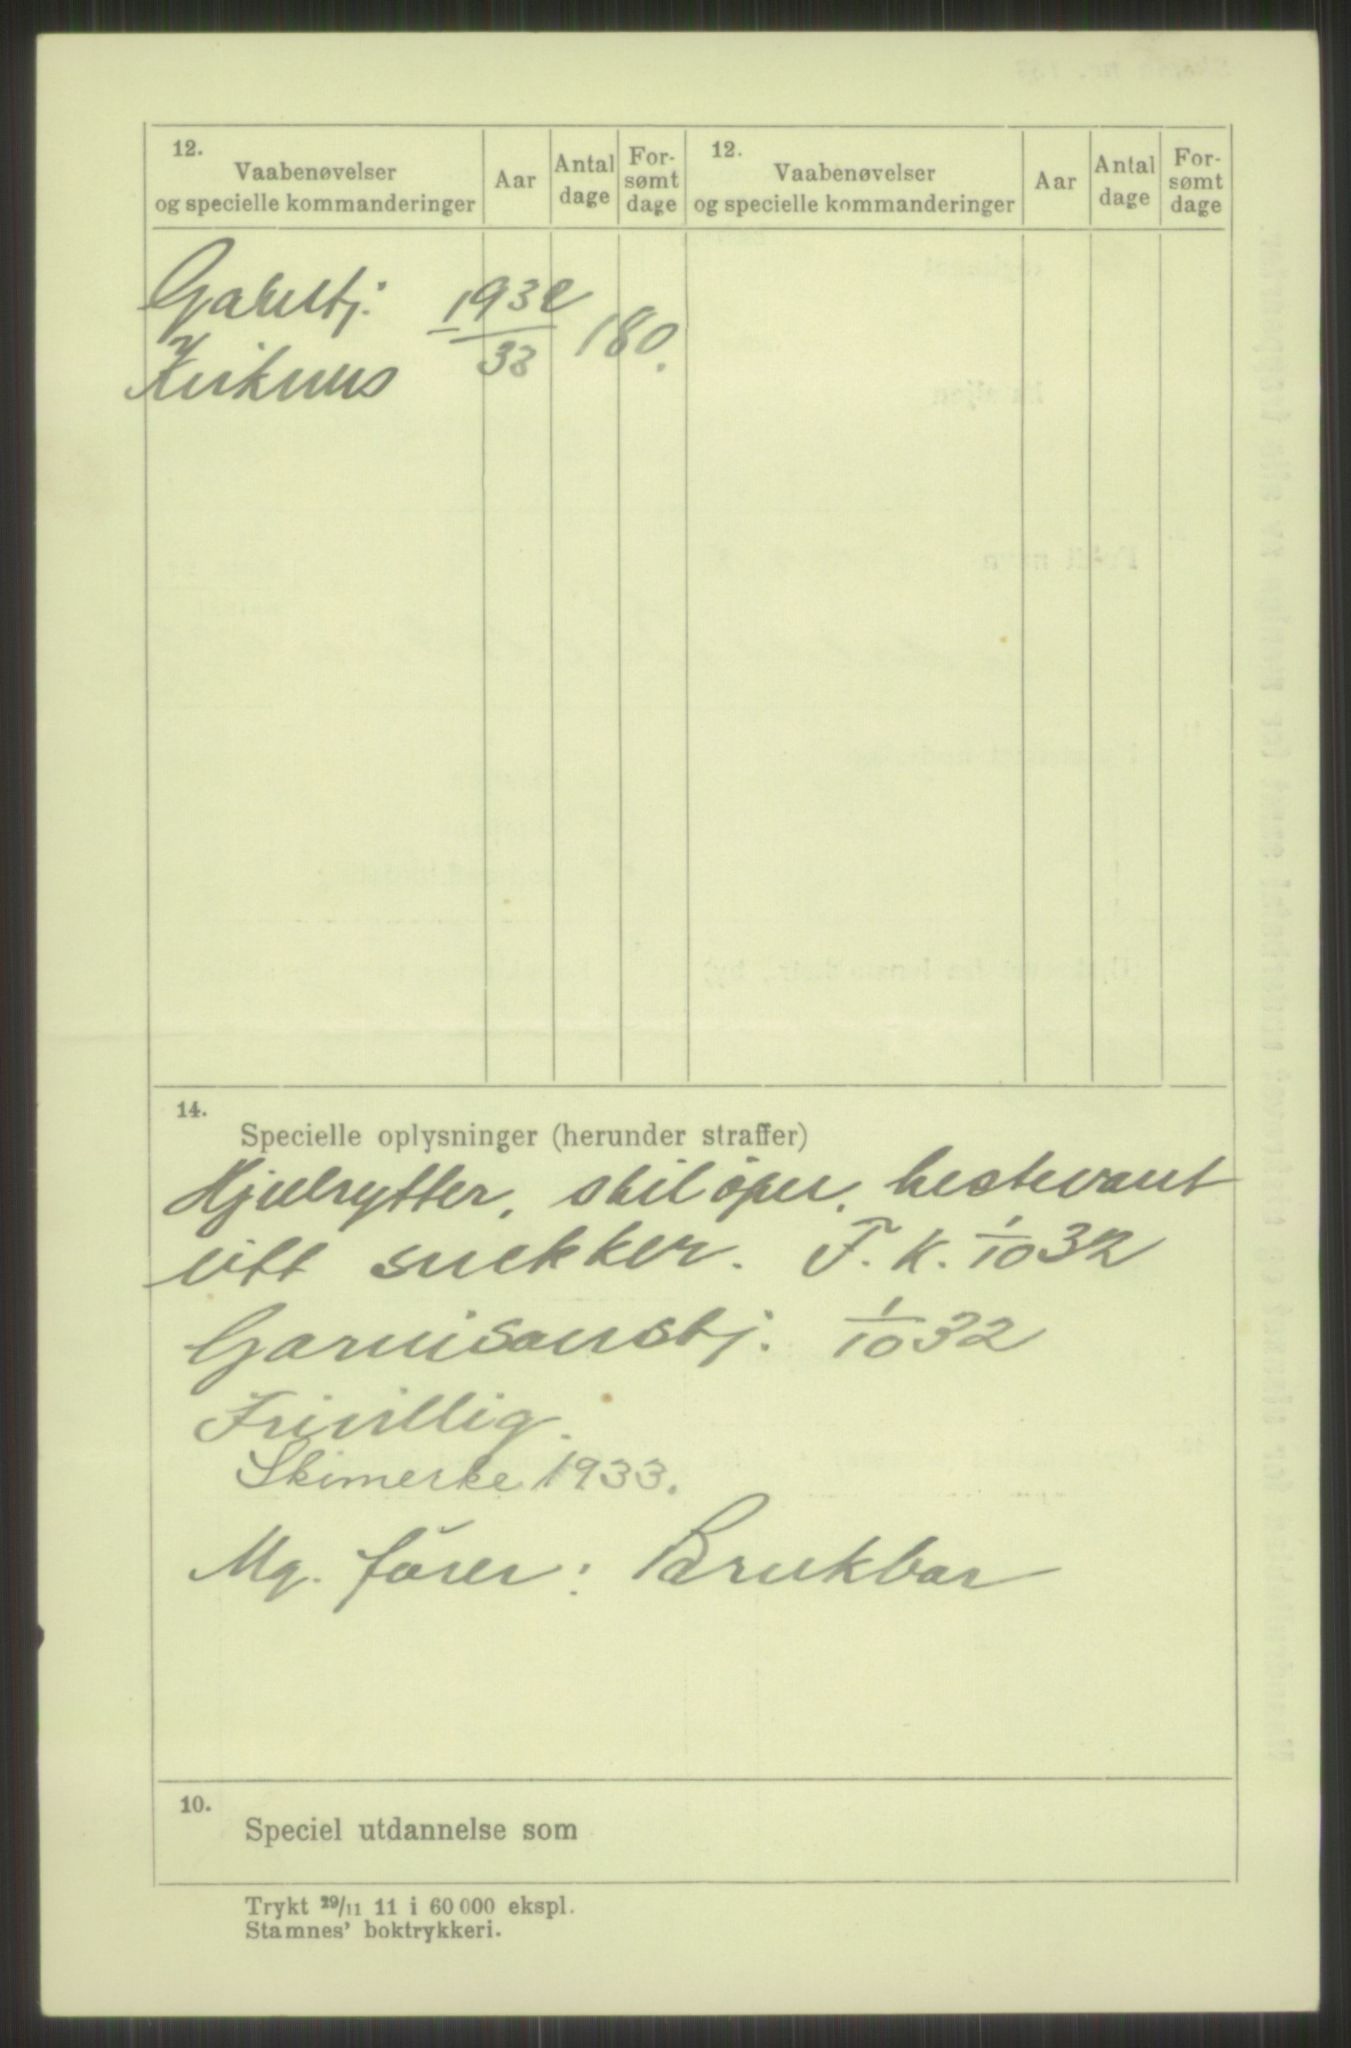 12.
Vaabenøvelser
og specielle kommanderinger
Aar
Antal
dage
For-
sømt
dage
12.
Vaabenøvelser
og specielle kommanderinger
Aar
Antal
dage
For-
sømt
dage
1932
Kirkenes
33
180.
14.
Specielle oplysninger (herunder straffer)
Hjulrytter, skiløper, hestevant
litt snekker. F. K. 1/10 32
Garnisonstj. 1/10 32
Frivillig.
Skimerke 1933.
Mg. fører: Brukbar
10.
Speciel utdannelse som
Trykt 29/11 11 i 60 000 ekspl.
Stamnes' boktrykkeri.